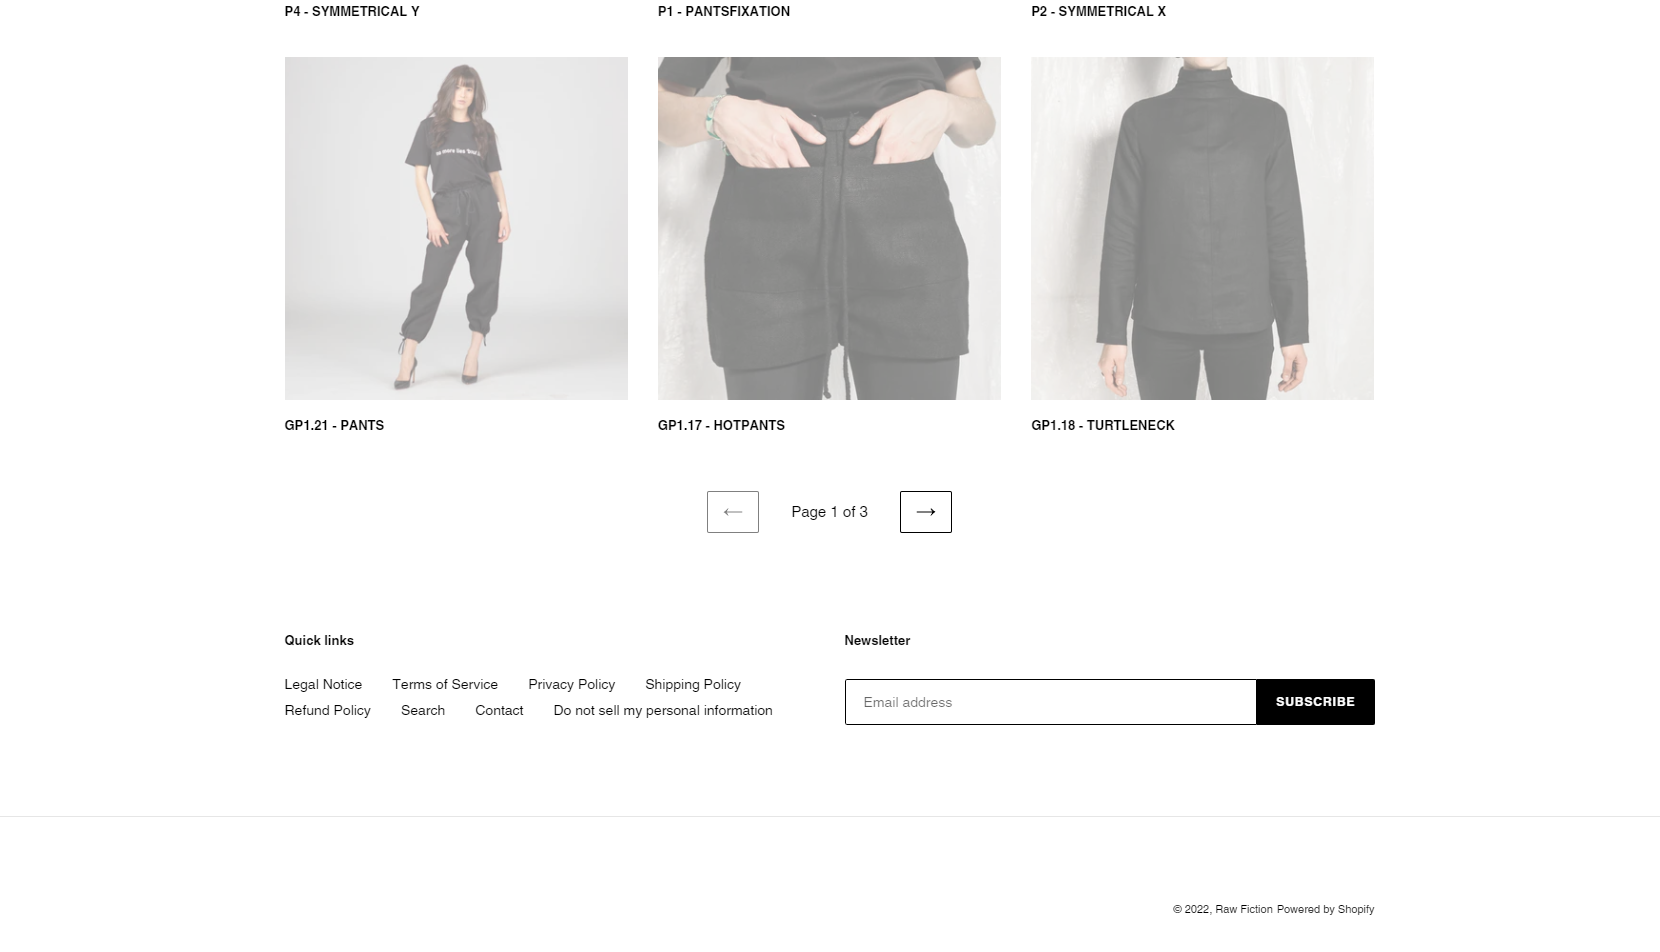 P4 - SYMMETRICAL Y
P1 - PANTSFIXATION
P2 - SYMMETRICAL X
GP1.21 - PANTS
GP1.17 - HOTPANTS
GP1.18 - TURTLENECK
← Page 1 of 3 →
Quick links
Legal Notice Terms of Service Privacy Policy Shipping Policy
Refund Policy Search Contact Do not sell my personal information
Newsletter
Email address SUBSCRIBE
© 2022, Raw Fiction Powered by Shopify